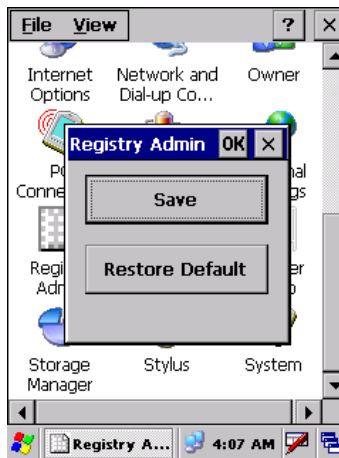 File View ?
Internet Options
Network and Dial-up Co...
Owner
Registry Admin OK
Save
Restore Default
Storage Manager
Stylus
System
Registry A...
4:07 AM